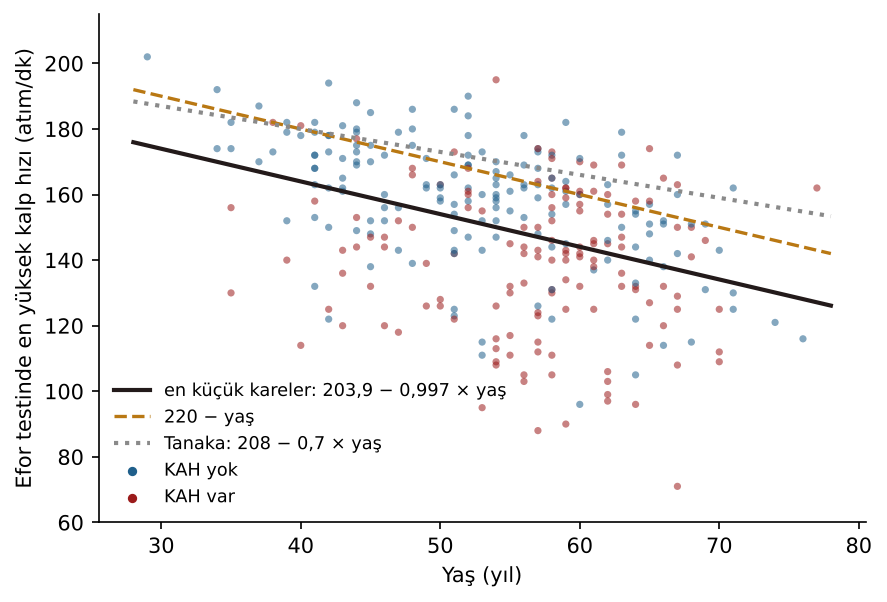 Efor testinde en yüksek kalp hızı (atım/dk)
200
180
160
140
120
100
80
60
en küçük kareler: 203,9 − 0,997 × yaş
220 − yaş
Tanaka: 208 − 0,7 × yaş
KAH yok
KAH var
30 40 50 60 70 80
Yaş (yıl)